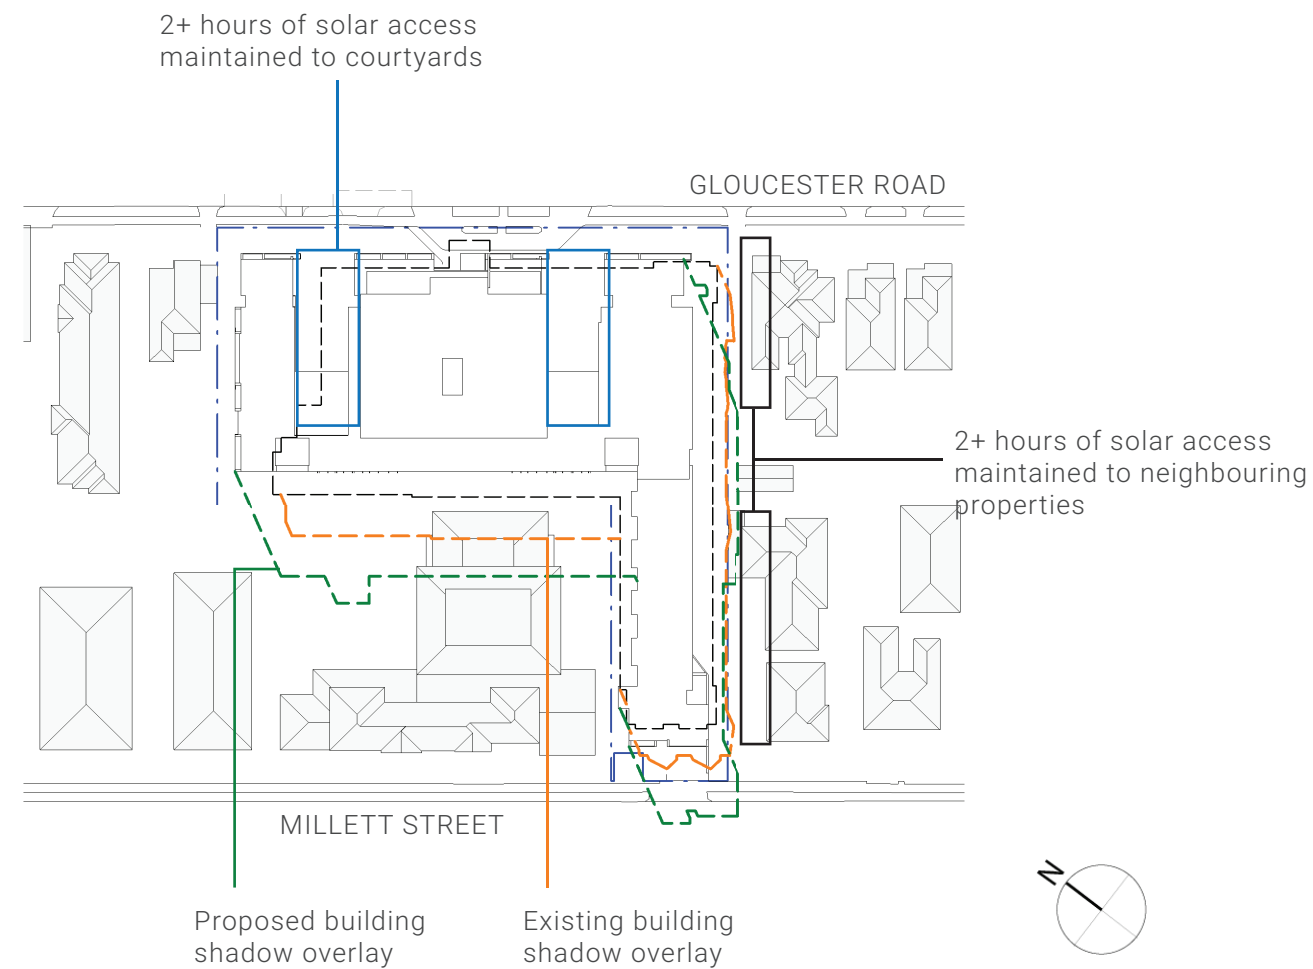 2+ hours of solar access
maintained to courtyards
GLOUCESTER ROAD
2+ hours of solar access
maintained to neighbouring
properties
MILLETT STREET
Proposed building
shadow overlay
Existing building
shadow overlay
N